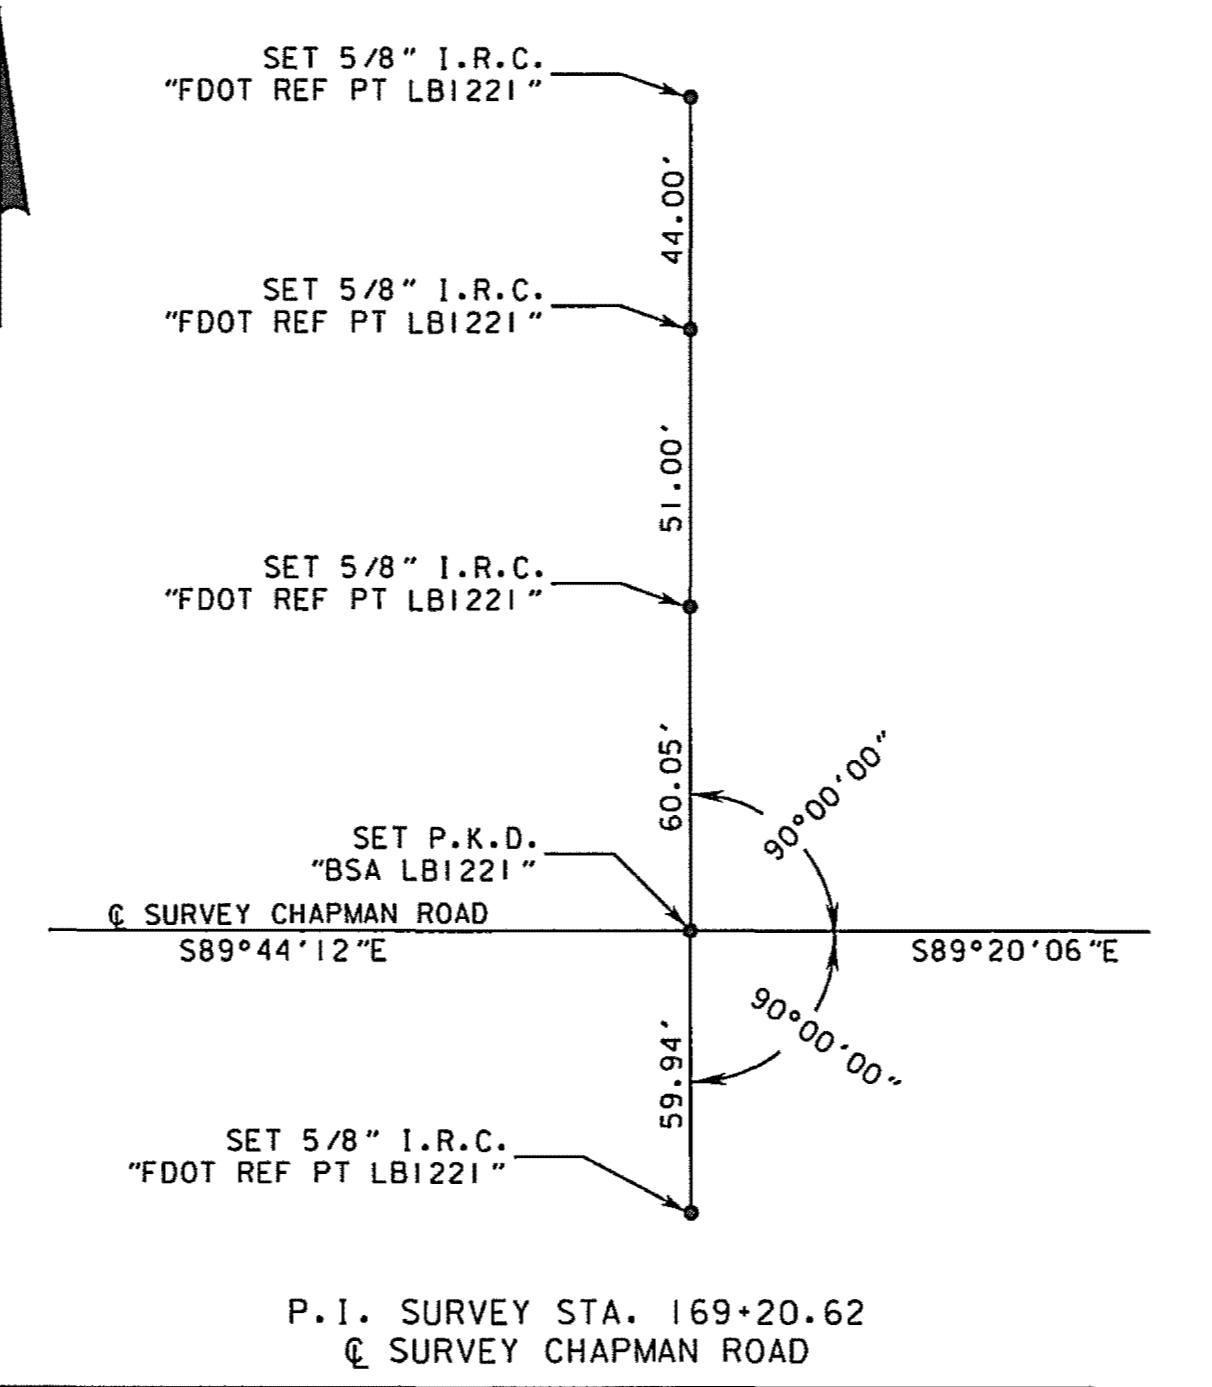 SET 5/8" I.R.C.
"FDOT REF PT LB1221"
44.00'
SET 5/8" I.R.C.
"FDOT REF PT LB1221"
51.00'
SET 5/8" I.R.C.
"FDOT REF PT LB1221"
60.05'
90°00'00"
SET P.K.D.
"BSA LB1221"
℄ SURVEY CHAPMAN ROAD
S89°44'12"E
S89°20'06"E
90°00'00"
59.94'
SET 5/8" I.R.C.
"FDOT REF PT LB1221"
P.I. SURVEY STA. 169+20.62
℄ SURVEY CHAPMAN ROAD